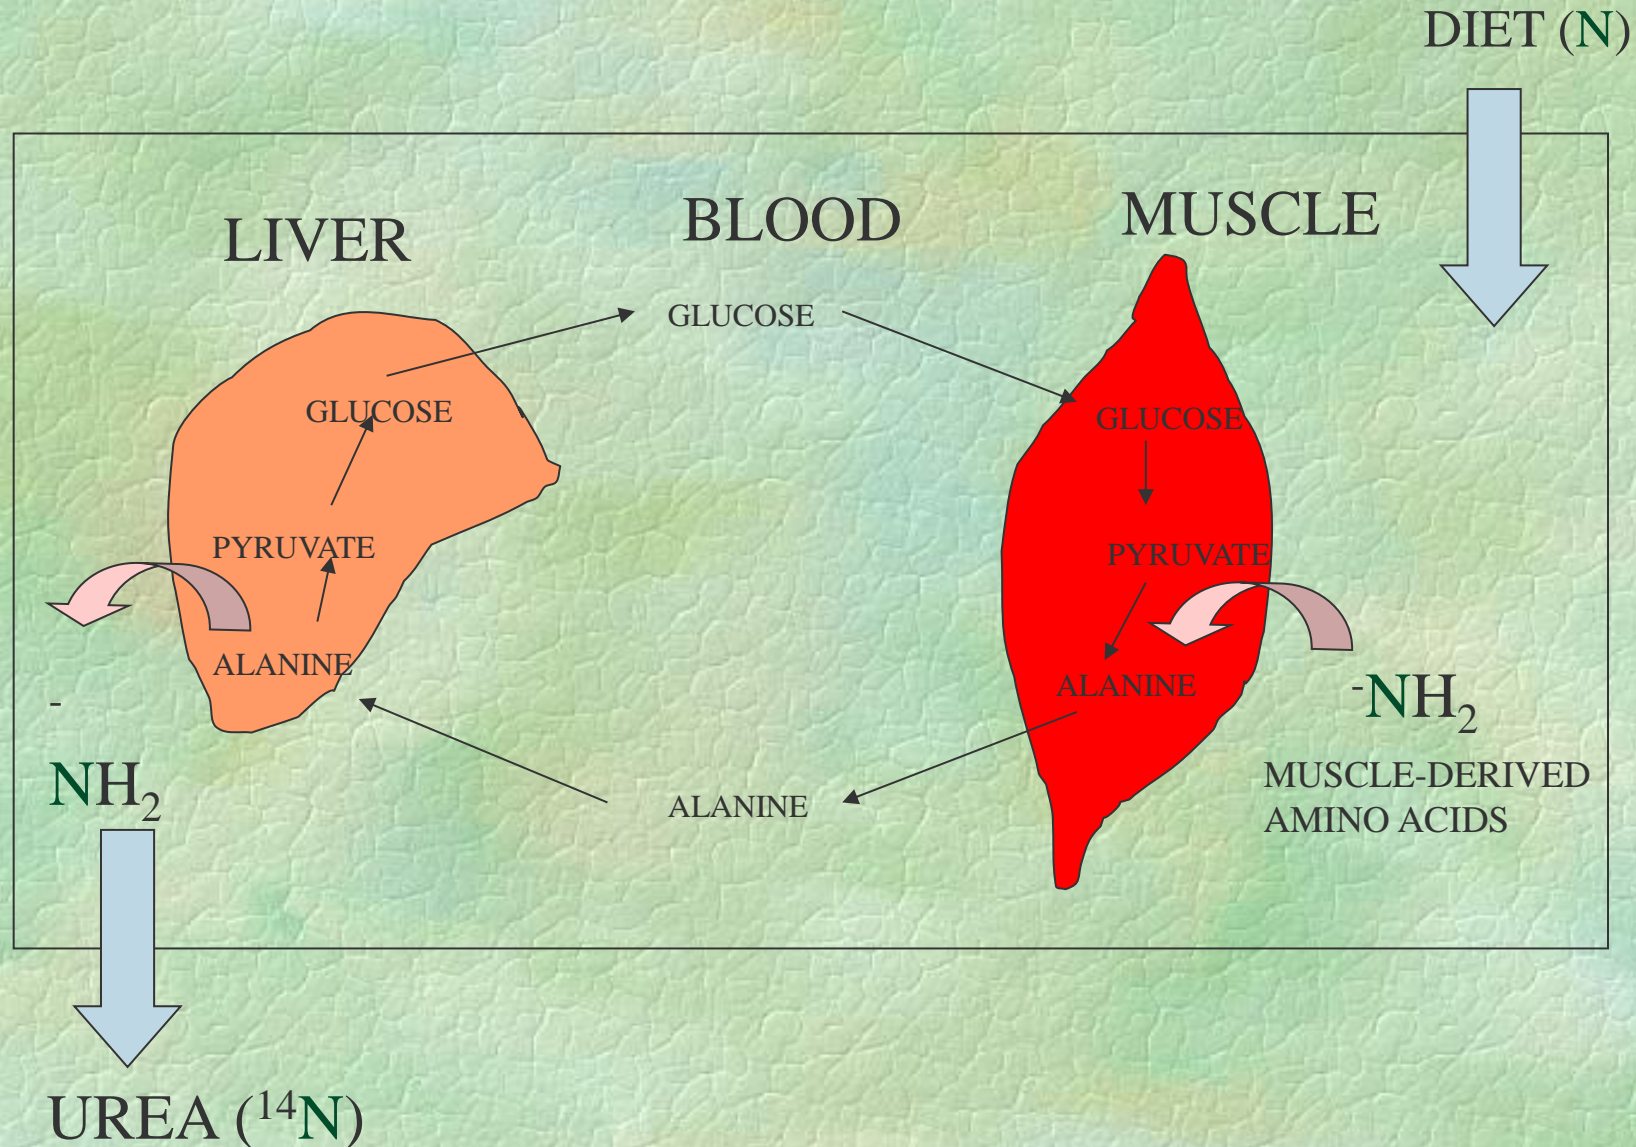 DIET (N)
LIVER
BLOOD
MUSCLE
GLUCOSE
GLUCOSE
GLUCOSE
PYRUVATE
PYRUVATE
ALANINE
ALANINE
-
NH₂
⁻NH₂
MUSCLE-DERIVED
AMINO ACIDS
ALANINE
UREA (¹⁴N)